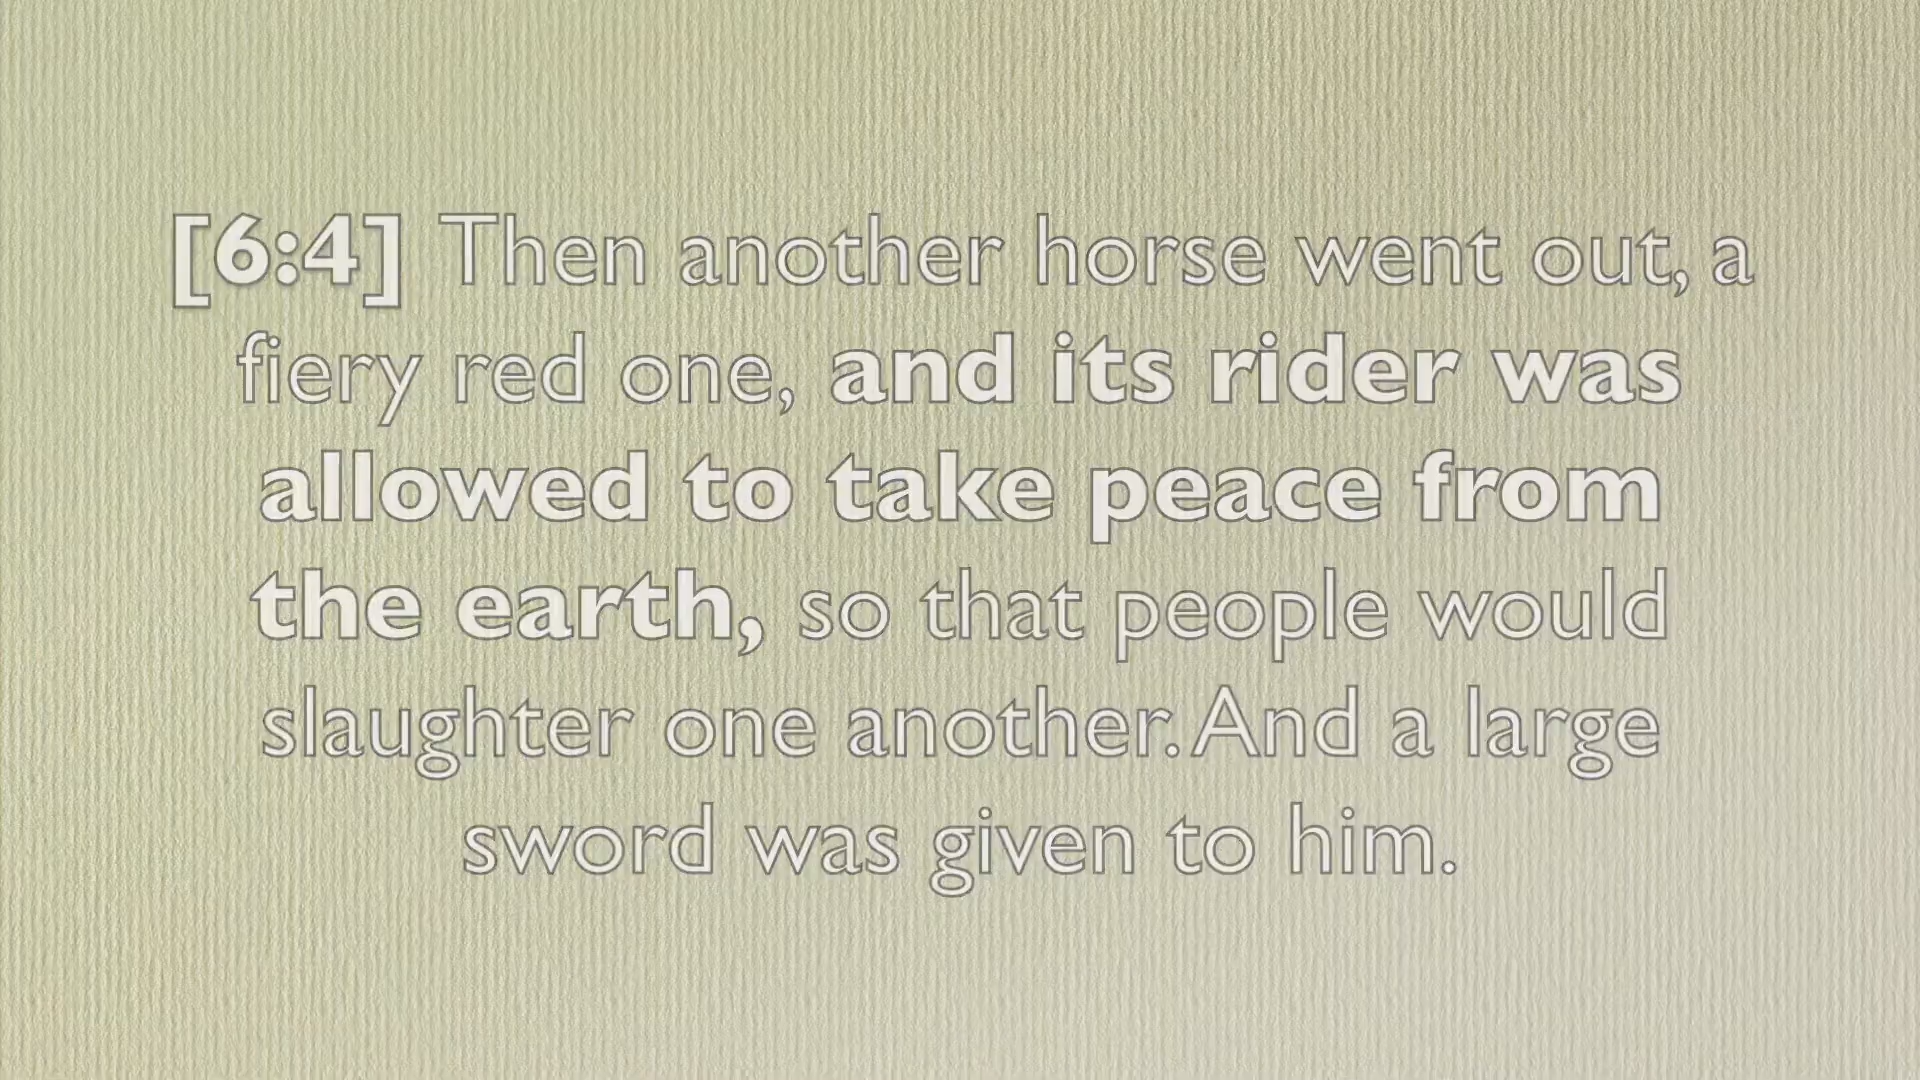 [6:4] Then another horse went out, a
fiery red one, and its rider was
allowed to take peace from
the earth, so that people would
slaughter one another. And a large
sword was given to him.